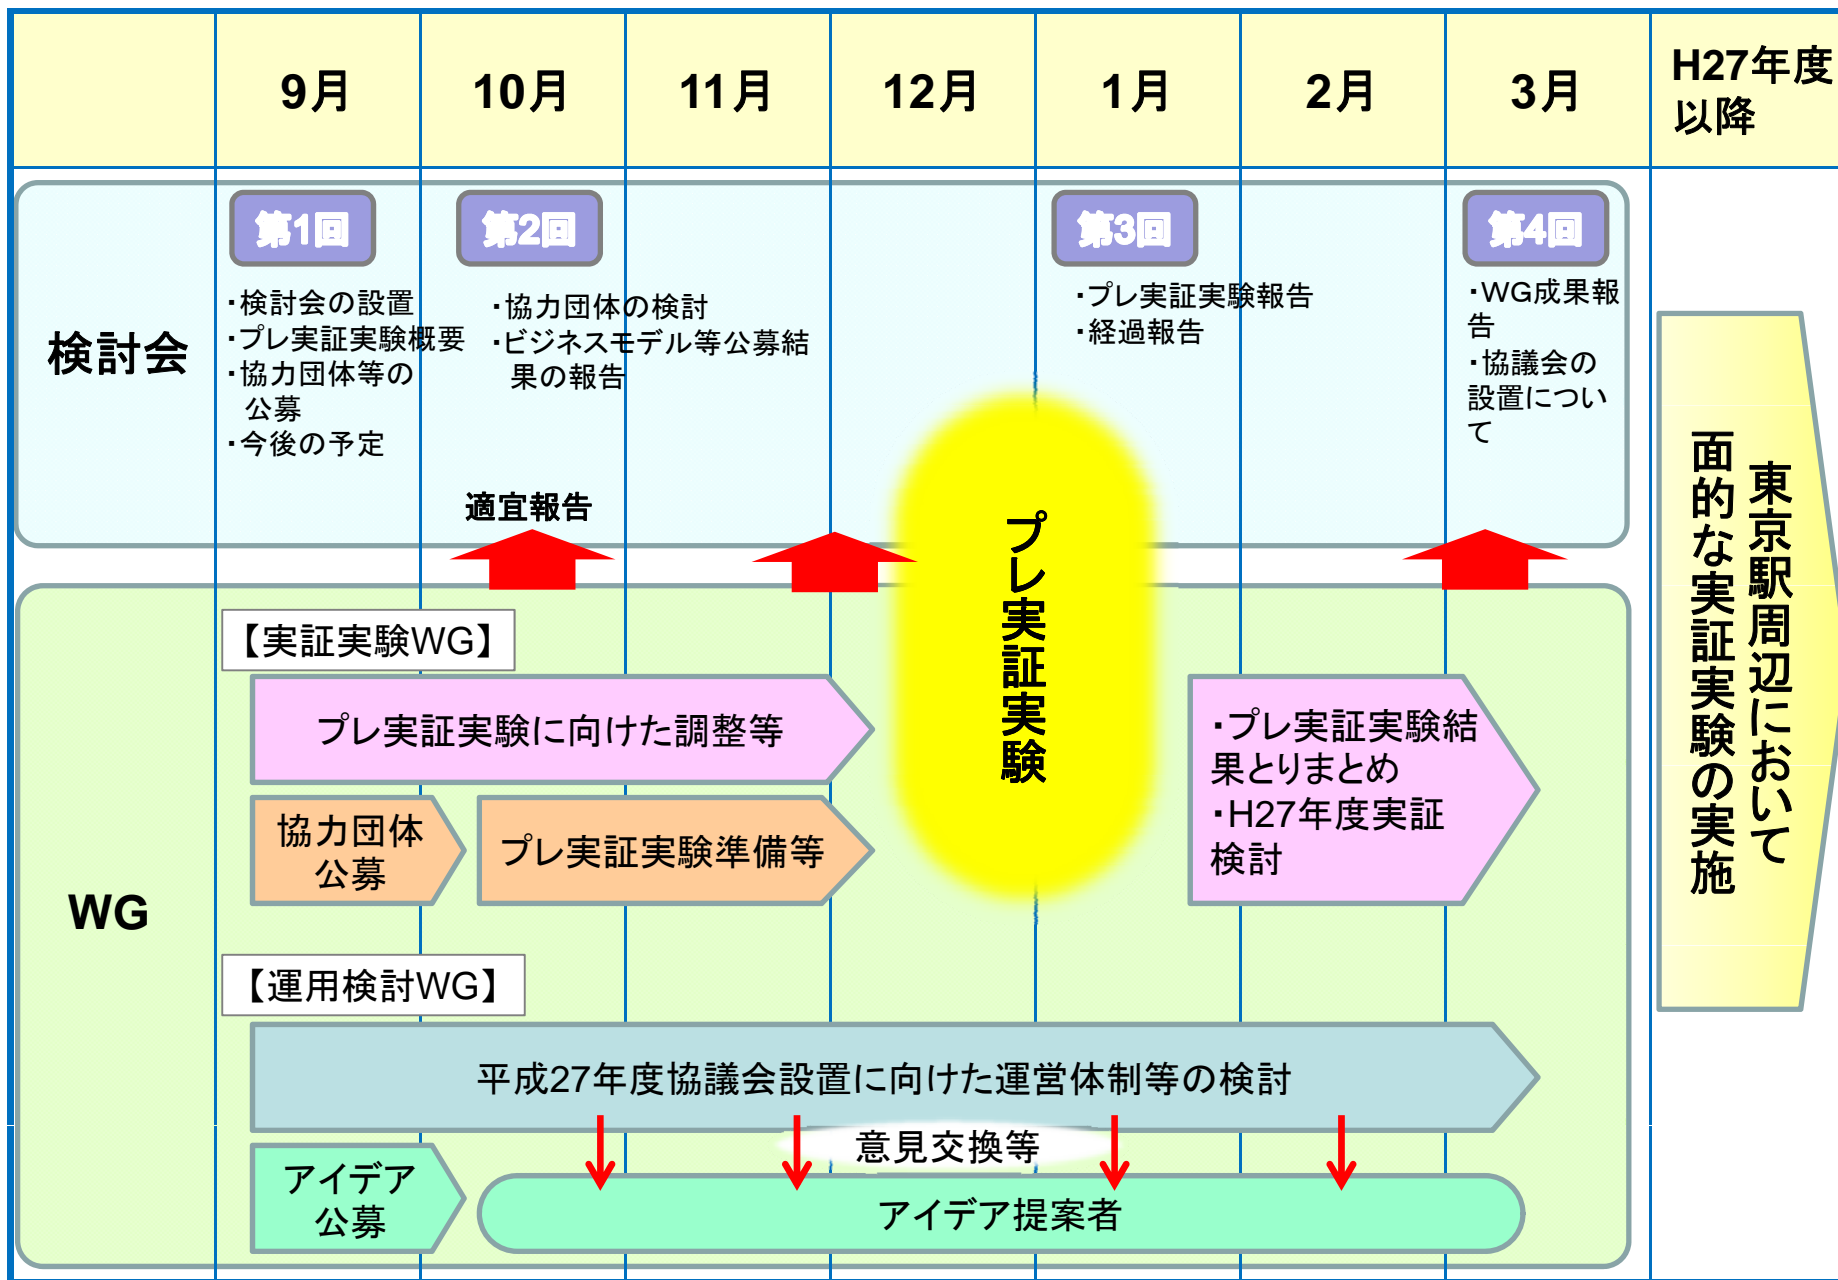 9月
10月
11月
12月
1月
2月
3月
H27年度
以降
検討会
第1回
・検討会の設置
・プレ実証実験概要
・協力団体等の
公募
・今後の予定
第2回
・協力団体の検討
・ビジネスモデル等公募結
果の報告
第3回
・プレ実証実験報告
・経過報告
第4回
・WG成果報
告
・協議会の
設置につい
て
適宜報告
プレ実証実験
WG
【実証実験WG】
プレ実証実験に向けた調整等
協力団体
公募
プレ実証実験準備等
・プレ実証実験結
果とりまとめ
・H27年度実証
検討
【運用検討WG】
平成27年度協議会設置に向けた運営体制等の検討
意見交換等
アイデア
公募
アイデア提案者
東京駅周辺において
面的な実証実験の実施